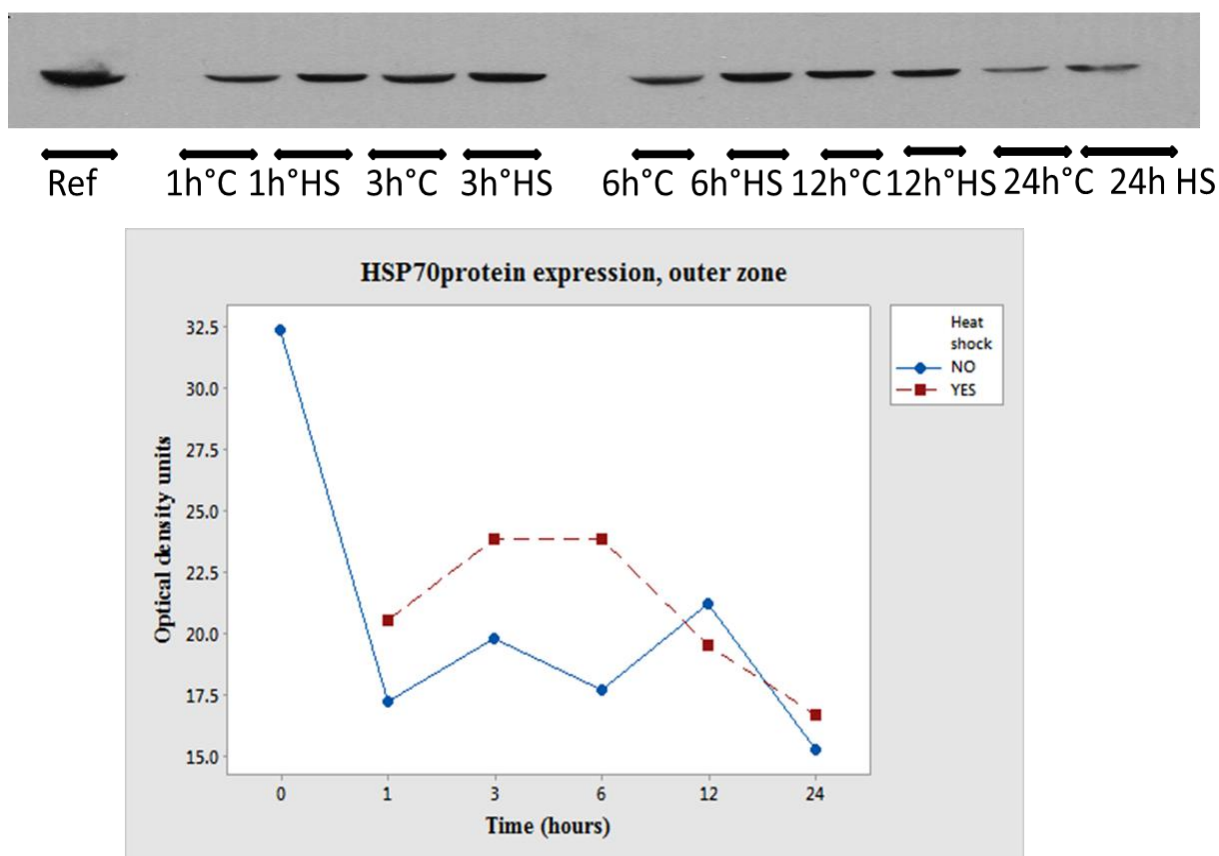 Ref 1h°C 1h°HS 3h°C 3h°HS 6h°C 6h°HS 12h°C 12h°HS 24h°C 24h HS
HSP70protein expression, outer zone
Heat
shock
NO
YES
Optical density units
32.5
30.0
27.5
25.0
22.5
20.0
17.5
15.0
0 1 3 6 12 24
Time (hours)